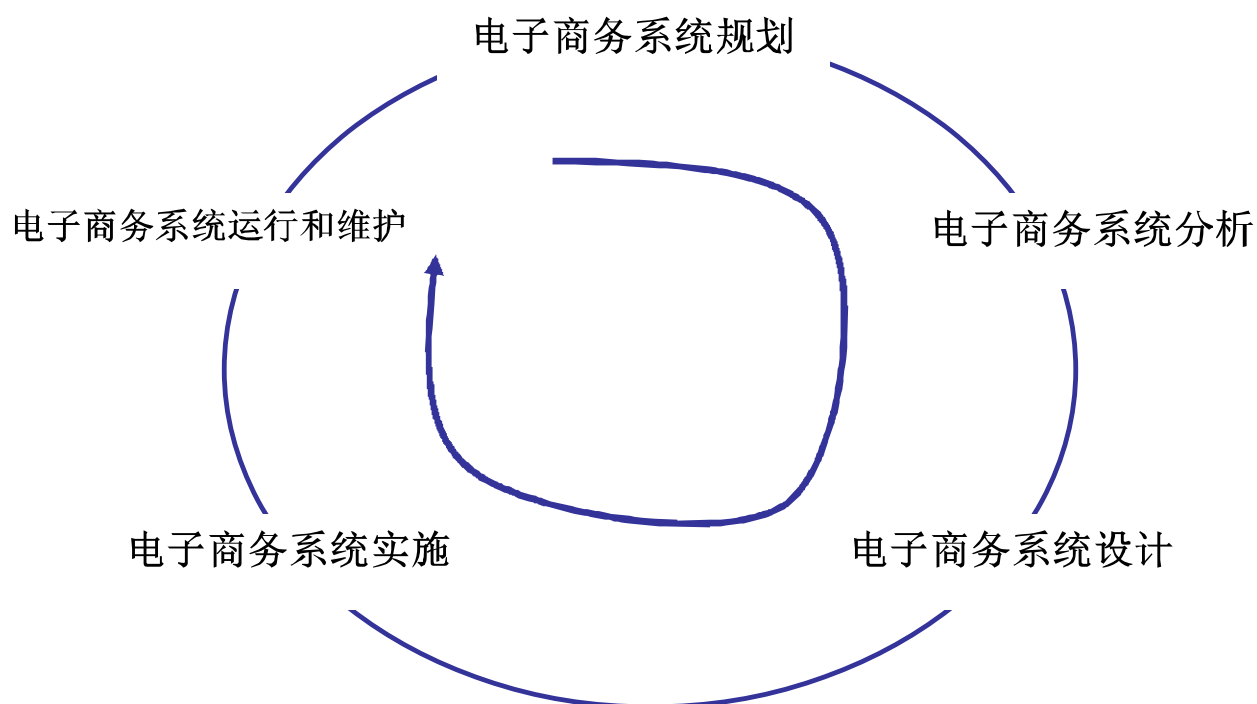 电子商务系统规划
电子商务系统运行和维护
电子商务系统分析
电子商务系统实施
电子商务系统设计